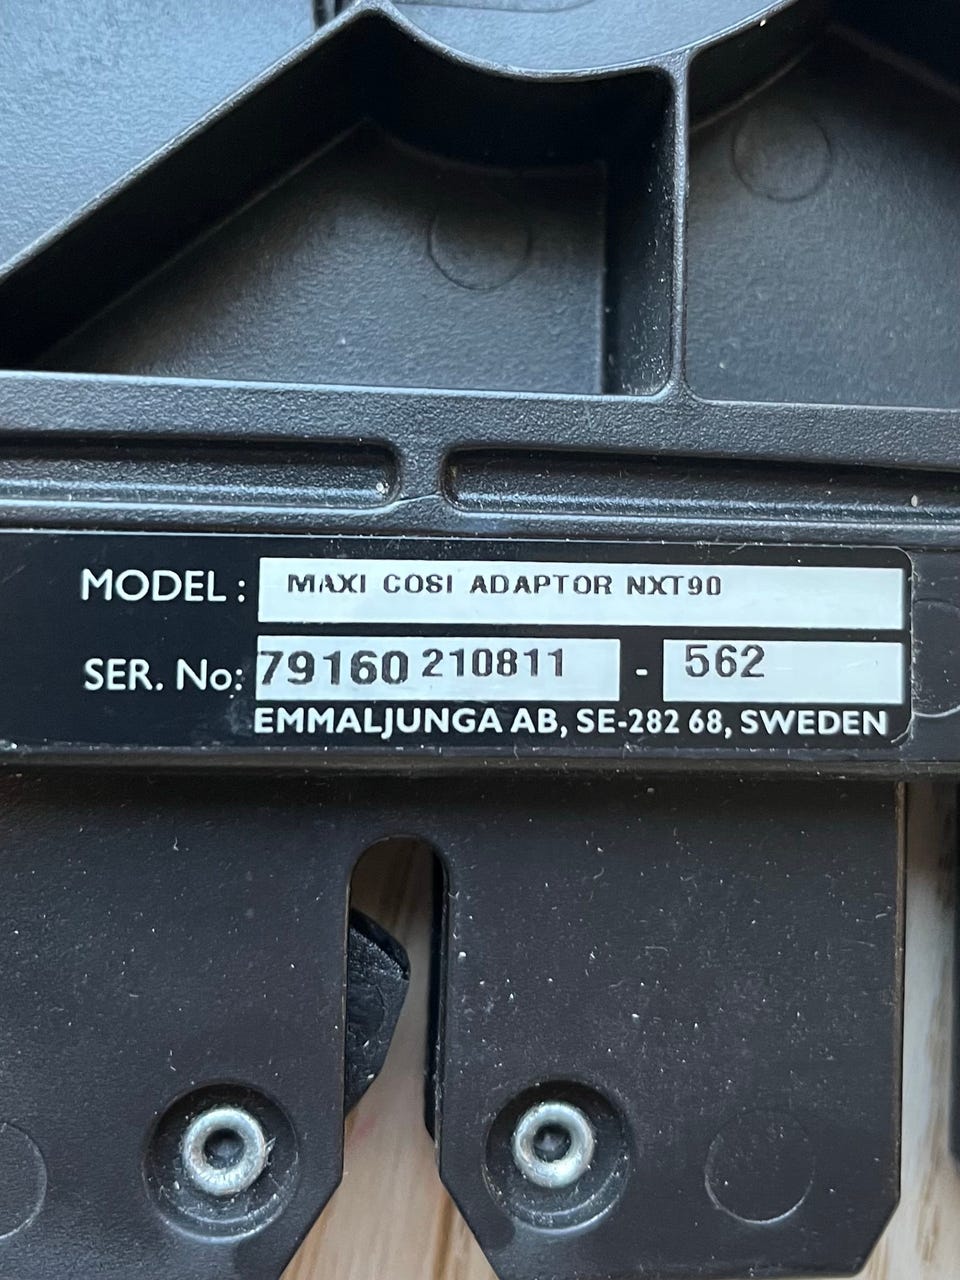 MODEL : MAXI COSI ADAPTOR NXT90
SER. No: 79160 210811 - 562
EMMALJUNGA AB, SE-282 68, SWEDEN